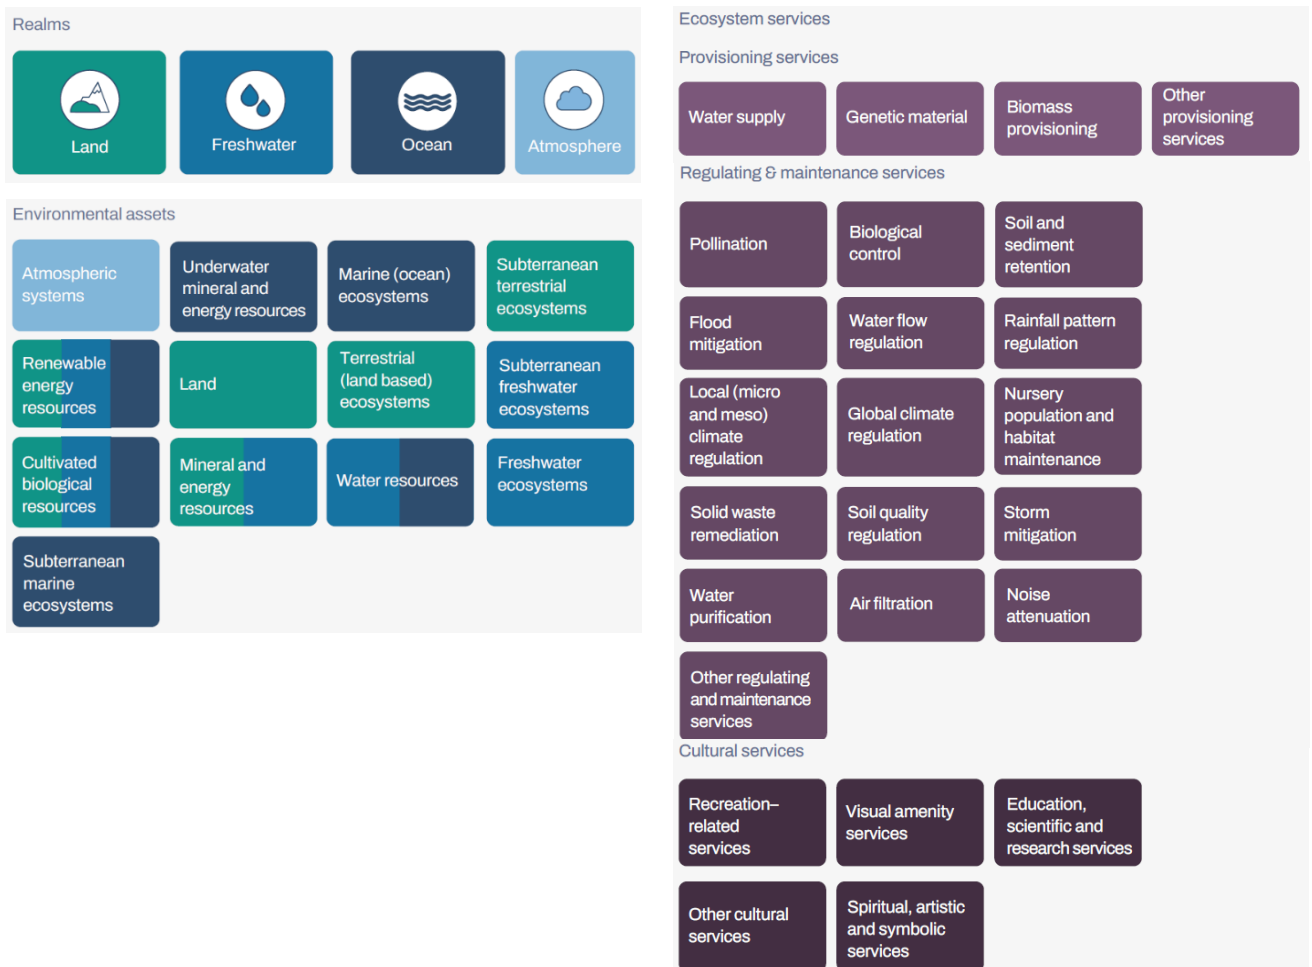 Realms
Land
Freshwater
Ocean
Atmosphere
Environmental assets
Atmospheric
systems
Underwater
mineral and
energy resources
Marine (ocean)
ecosystems
Subterranean
terrestrial
ecosystems
Renewable
energy
resources
Land
Terrestrial
(land based)
ecosystems
Subterranean
freshwater
ecosystems
Cultivated
biological
resources
Mineral and
energy
resources
Water resources
Freshwater
ecosystems
Subterranean
marine
ecosystems
Ecosystem services
Provisioning services
Water supply
Genetic material
Biomass
provisioning
Other
provisioning
services
Regulating & maintenance services
Pollination
Biological
control
Soil and
sediment
retention
Flood
mitigation
Water flow
regulation
Rainfall pattern
regulation
Local (micro
and meso)
climate
regulation
Global climate
regulation
Nursery
population and
habitat
maintenance
Solid waste
remediation
Soil quality
regulation
Storm
mitigation
Water
purification
Air filtration
Noise
attenuation
Other regulating
and maintenance
services
Cultural services
Recreation–
related
services
Visual amenity
services
Education,
scientific and
research services
Other cultural
services
Spiritual, artistic
and symbolic
services